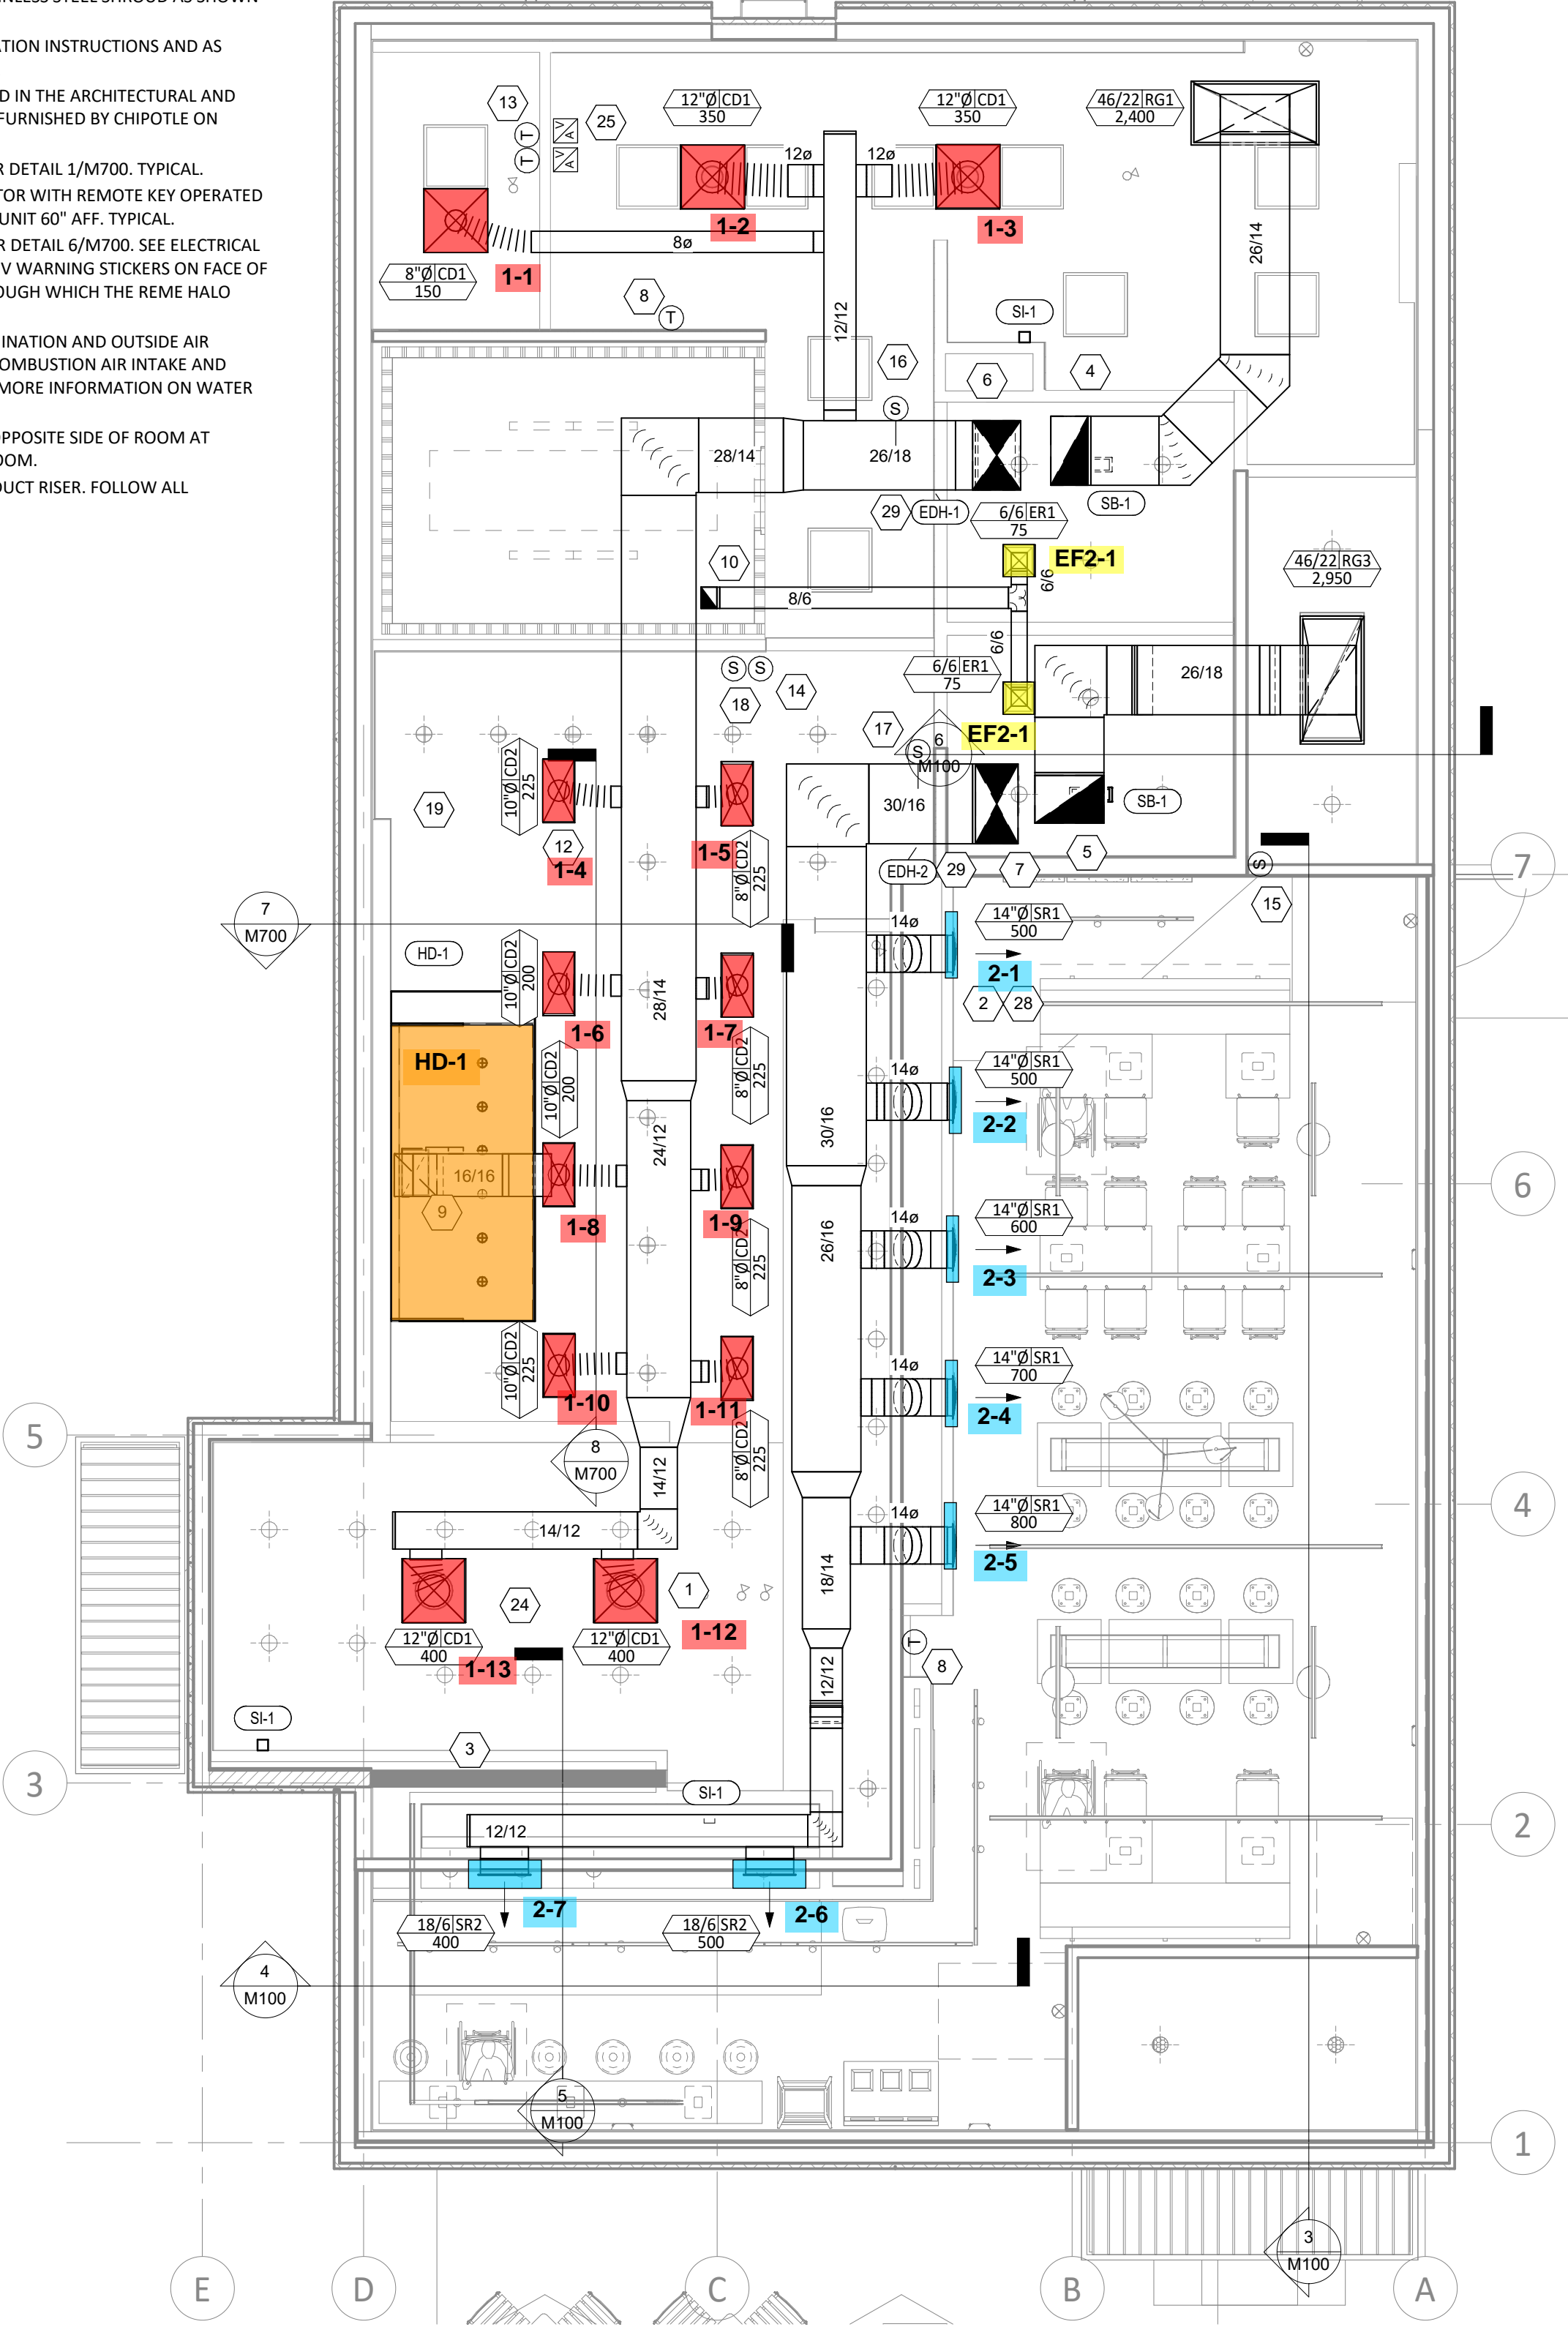 INLESS STEEL SHROUD AS SHOWN
ATION INSTRUCTIONS AND AS
D IN THE ARCHITECTURAL AND
FURNISHED BY CHIPOTLE ON
R DETAIL 1/M700. TYPICAL.
TOR WITH REMOTE KEY OPERATED
UNIT 60" AFF. TYPICAL.
R DETAIL 6/M700. SEE ELECTRICAL
V WARNING STICKERS ON FACE OF
OUGH WHICH THE REME HALO
INATION AND OUTSIDE AIR
OMBUSTION AIR INTAKE AND
MORE INFORMATION ON WATER
OPPOSITE SIDE OF ROOM AT
OOM.
DUCT RISER. FOLLOW ALL
13
T
T
AV
AV
25
12"Ø CD1
350
12"Ø CD1
350
46/22 RG1
2,400
12ø
12ø
1-2
1-3
8ø
1-1
8"Ø CD1
150
26/14
8
T
12/12
SI-1
16
6
4
S
28/14
26/18
29
EDH-1
SB-1
6/6 ER1
75
EF2-1
10
8/6
6/6
6/6
46/22 RG3
2,950
6/6 ER1
75
26/18
S
S
18
14
17
EF2-1
6
M100
S
10"Ø CD2
225
19
12
1-4
1-5
8"Ø CD2
225
30/16
SB-1
5
EDH-2
29
7
S
15
7
7
M700
HD-1
14ø
14"Ø SR1
500
2-1
2
28
10"Ø CD2
200
28/14
1-6
1-7
HD-1
10"Ø CD2
200
8"Ø CD2
225
14ø
14"Ø SR1
500
2-2
30/16
24/12
16/16
9
1-8
1-9
8"Ø CD2
225
6
14ø
14"Ø SR1
600
26/16
2-3
10"Ø CD2
225
1-10
1-11
8"Ø CD2
225
14ø
14"Ø SR1
700
2-4
5
8
M700
14/12
14/12
14ø
14"Ø SR1
800
2-5
4
18/14
24
1
12"Ø CD1
400
1-13
12"Ø CD1
400
1-12
T
8
12/12
SI-1
3
3
SI-1
12/12
2
2-7
2-6
18/6 SR2
400
18/6 SR2
500
4
M100
5
M100
1
3
M100
E
D
C
B
A